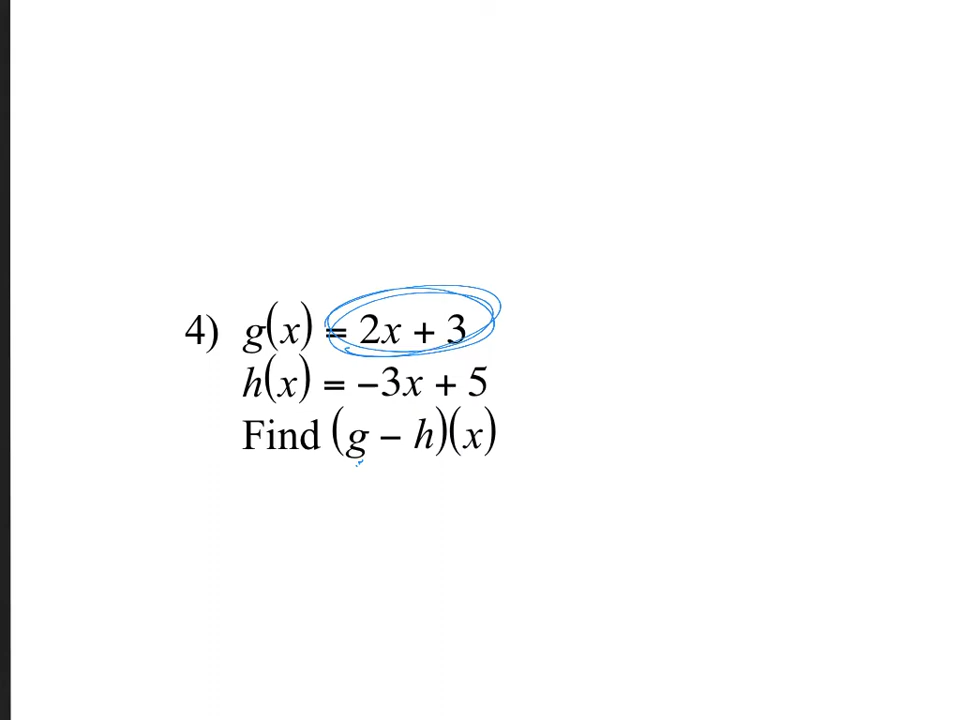 4) g(x) = 2x + 3
h(x) = −3x + 5
Find (g − h)(x)